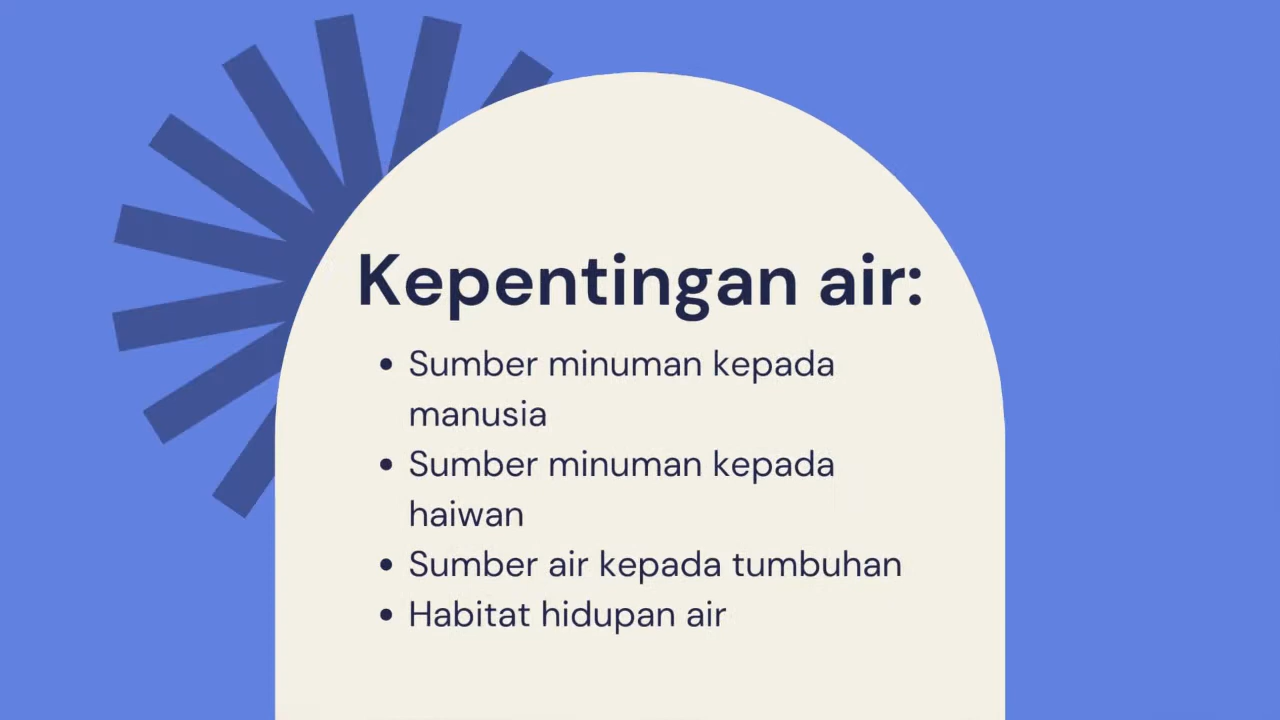 Kepentingan air:
• Sumber minuman kepada
manusia
• Sumber minuman kepada
haiwan
• Sumber air kepada tumbuhan
• Habitat hidupan air